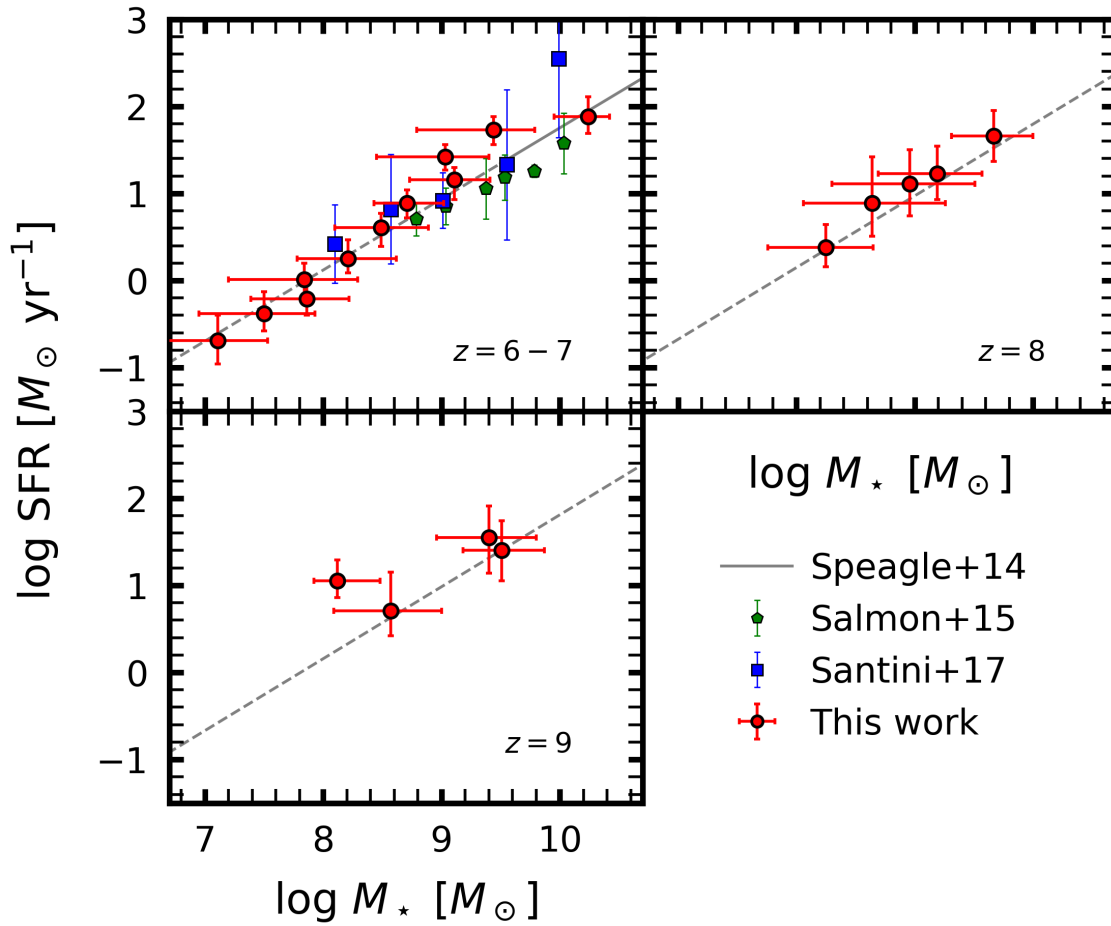 3
2
1
0
−1
z = 6 − 7
z = 8
log SFR [M⊙ yr⁻¹]
3
2
1
0
−1
z = 9
7 8 9 10
log M⋆ [M⊙]
log M⋆ [M⊙]
Speagle+14
Salmon+15
Santini+17
This work